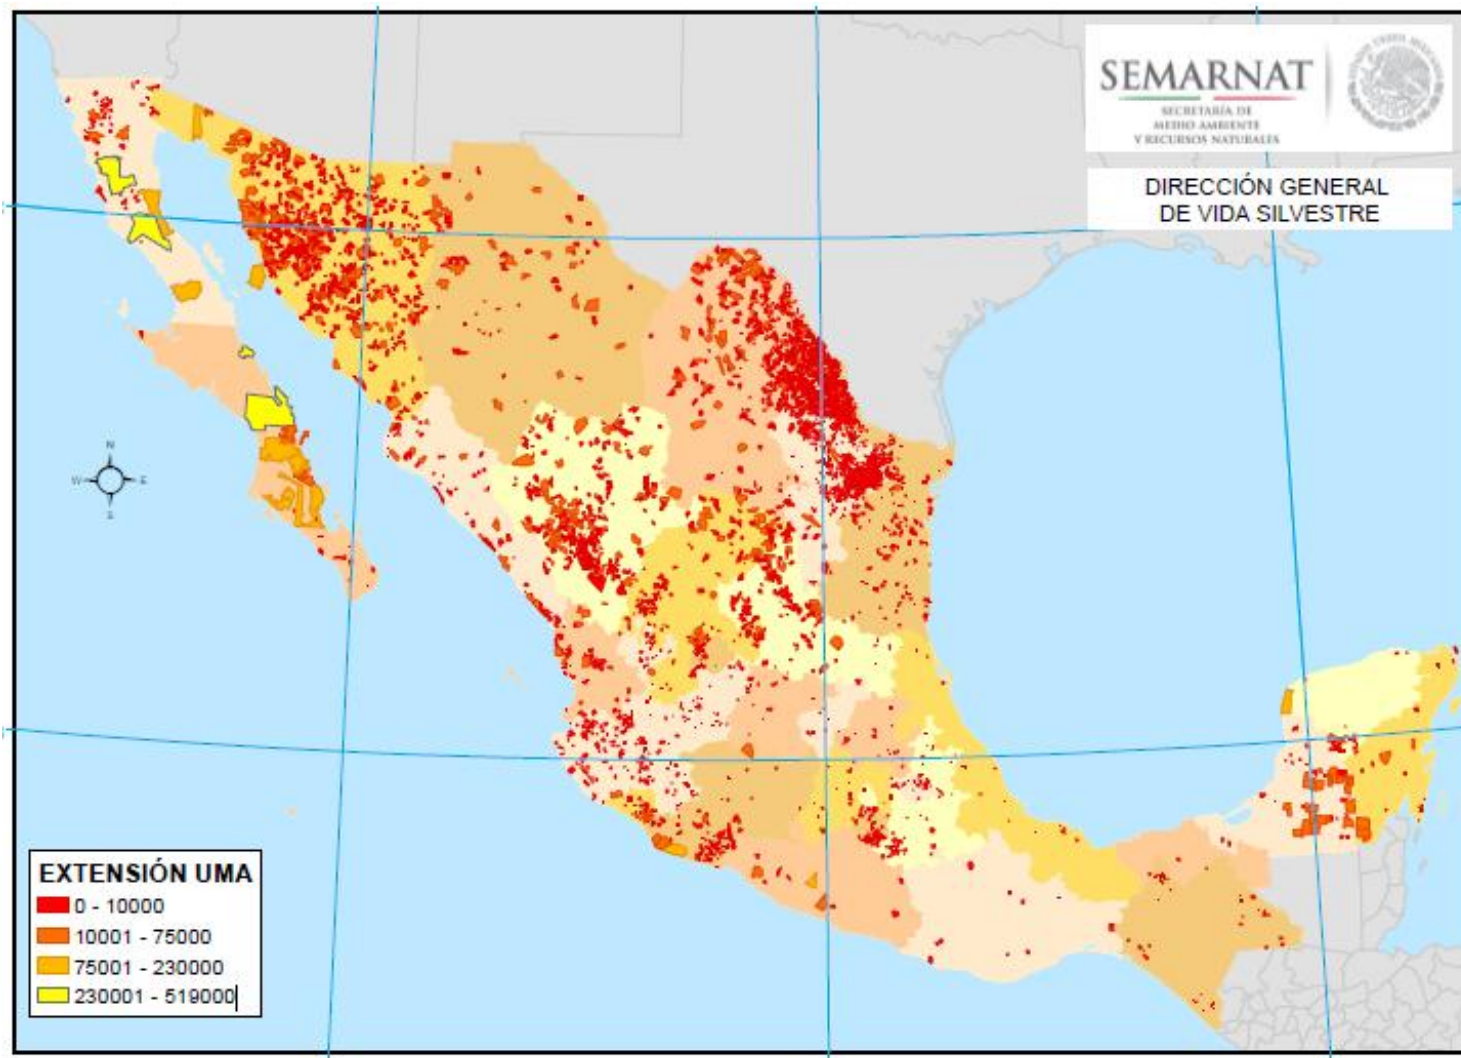 SEMARNAT
SECRETARÍA DE
MEDIO AMBIENTE
Y RECURSOS NATURALES
DIRECCIÓN GENERAL
DE VIDA SILVESTRE
N
W
E
S
EXTENSIÓN UMA
0 - 10000
10001 - 75000
75001 - 230000
230001 - 519000